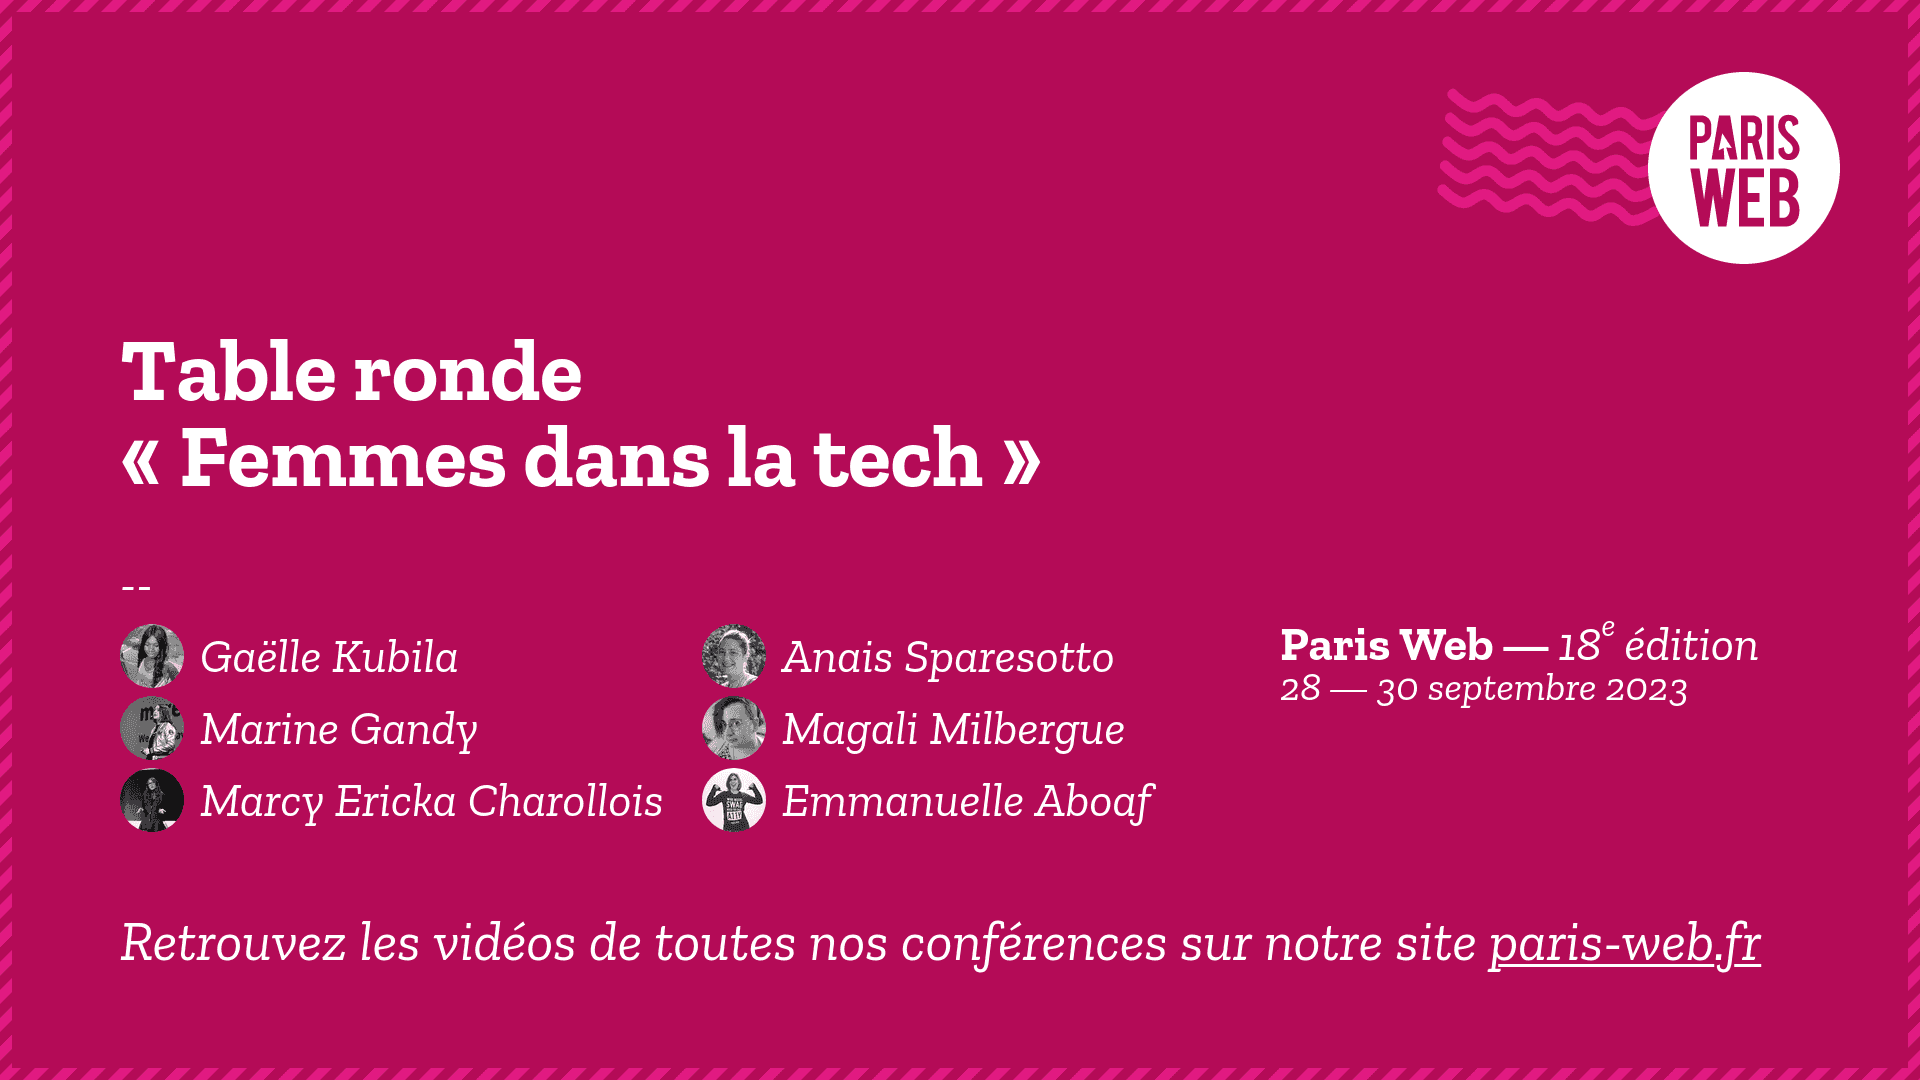 PARIS
WEB
Table ronde
« Femmes dans la tech »
--
Gaëlle Kubila
Marine Gandy
Marcy Ericka Charollois
Anais Sparesotto
Magali Milbergue
Emmanuelle Aboaf
Paris Web — 18e édition
28 — 30 septembre 2023
Retrouvez les vidéos de toutes nos conférences sur notre site paris-web.fr